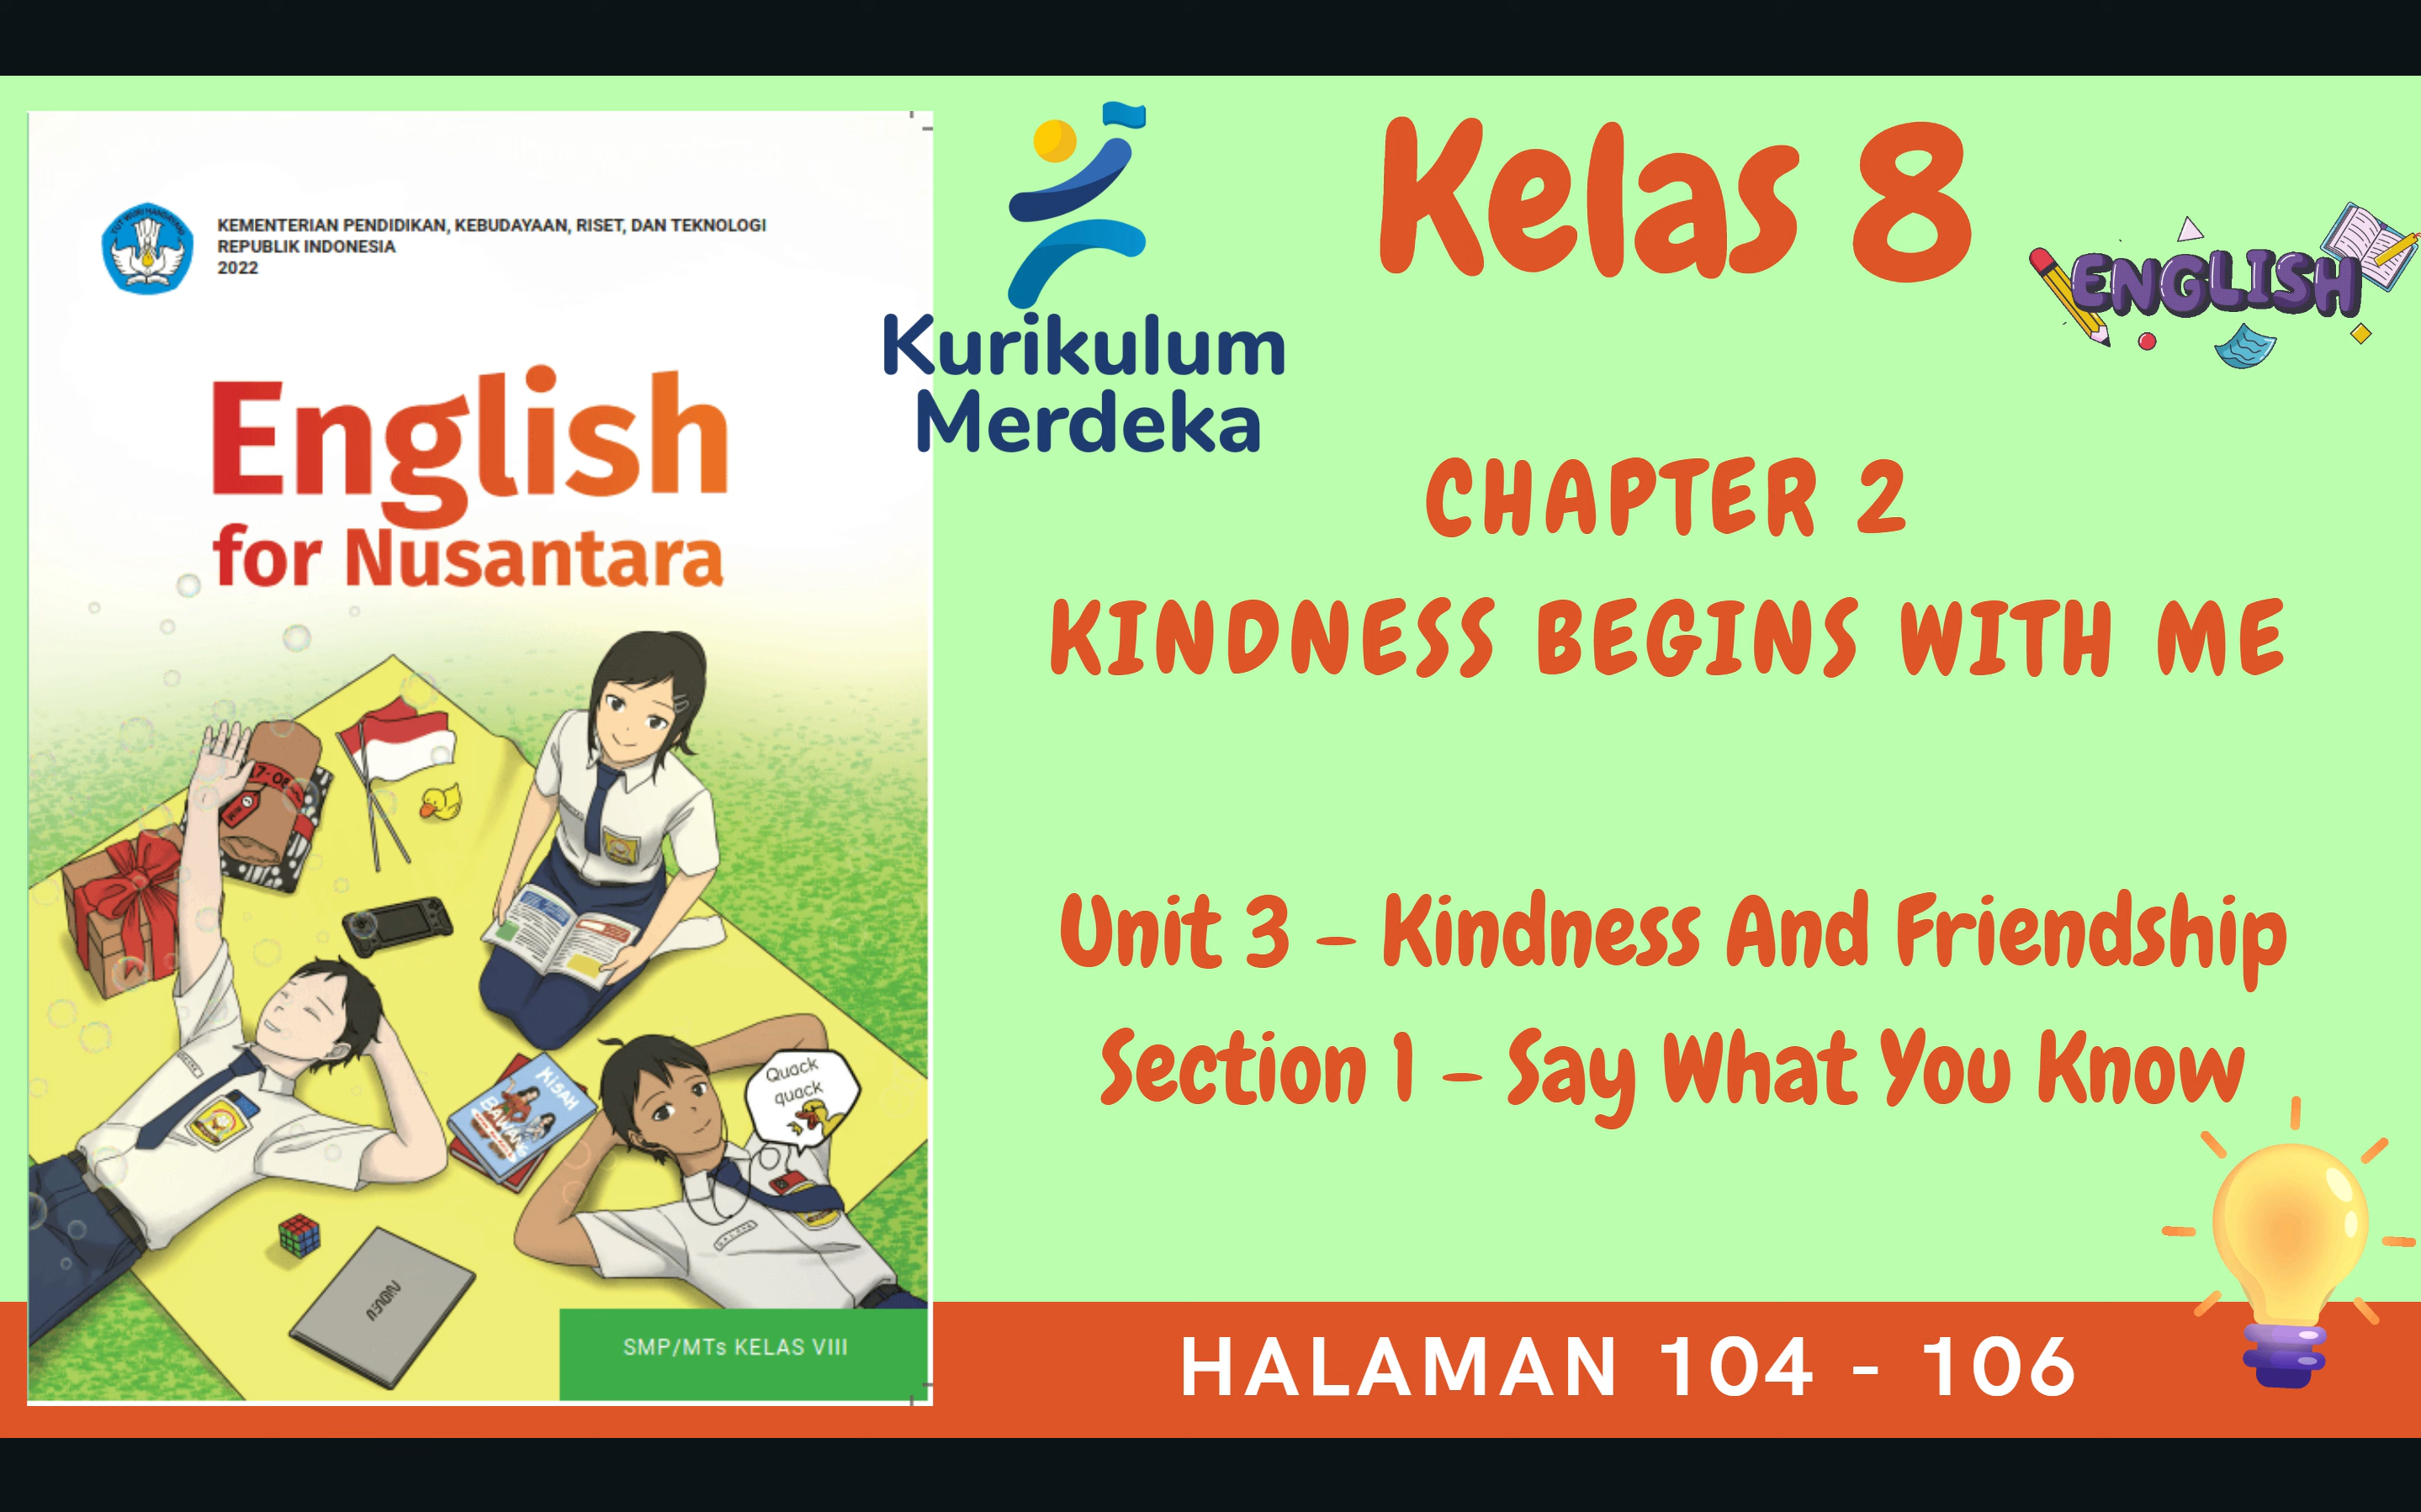 KEMENTERIAN PENDIDIKAN, KEBUDAYAAN, RISET, DAN TEKNOLOGI
REPUBLIK INDONESIA
2022
English
for Nusantara
Quack
quack
KISAH
BAWANG
SMP/MTs KELAS VIII
Kurikulum
Merdeka
Kelas 8
ENGLISH
CHAPTER 2
KINDNESS BEGINS WITH ME
Unit 3 – Kindness And Friendship
Section 1 – Say What You Know
HALAMAN 104 - 106